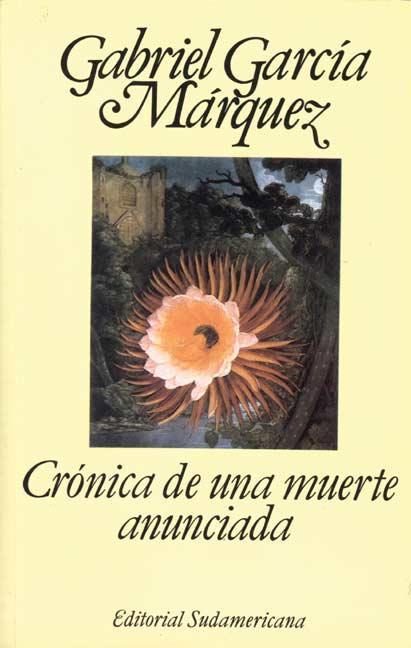 Gabriel García
Márquez
Crónica de una muerte
anunciada
Editorial Sudamericana